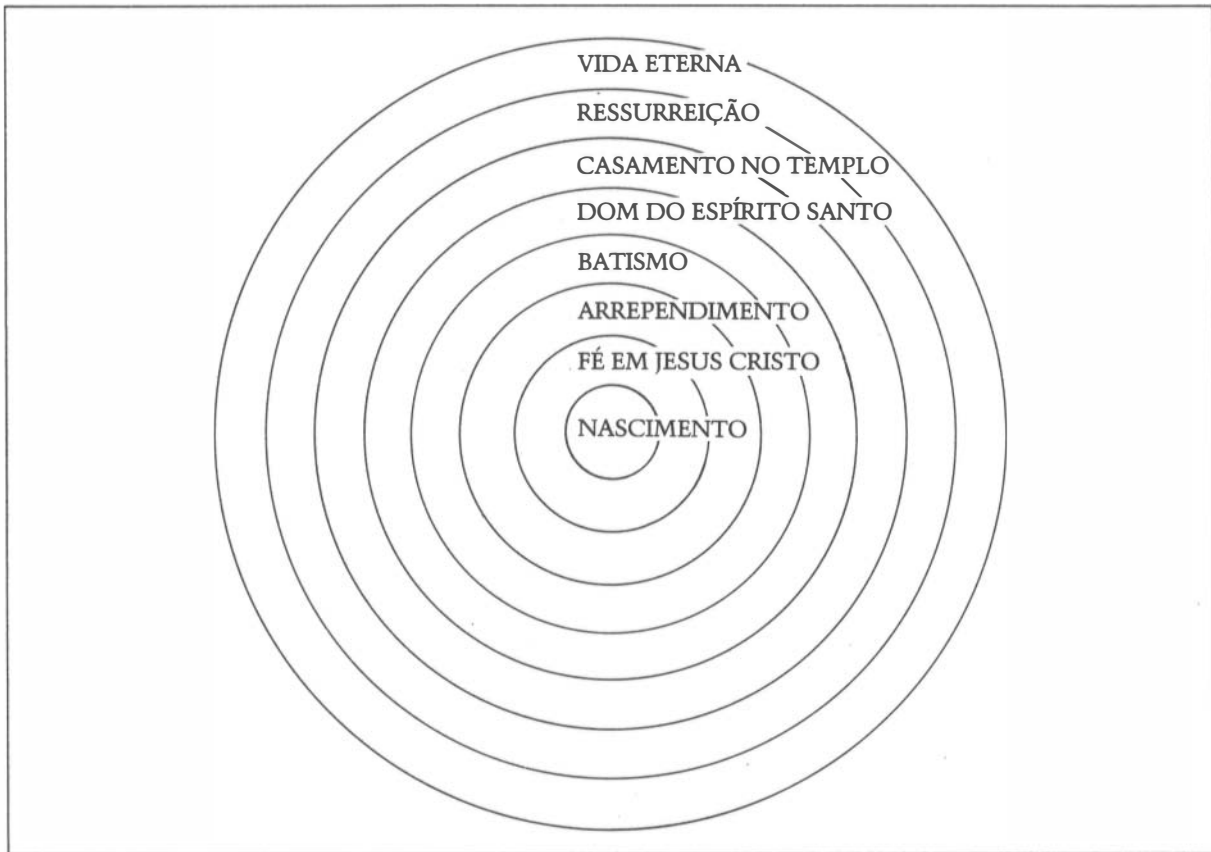 VIDA ETERNA
RESSURREIÇÃO
CASAMENTO NO TEMPLO
DOM DO ESPÍRITO SANTO
BATISMO
ARREPENDIMENTO
FÉ EM JESUS CRISTO
NASCIMENTO